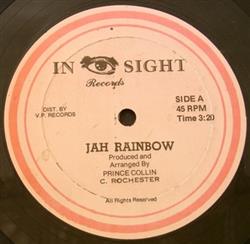 IN SIGHT
Records
DIST. BY
V.P. RECORDS
SIDE A
45 RPM
Time 3:20
JAH RAINBOW
Produced and
Arranged By
PRINCE COLLIN
C. ROCHESTER
All Rights Reserved